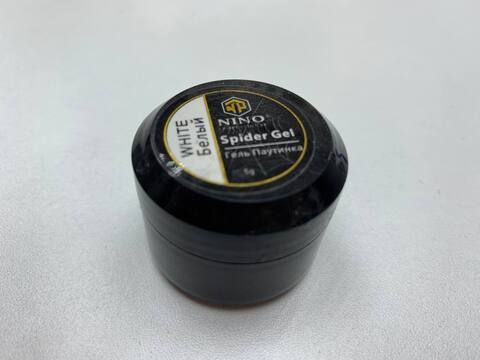 WHITE
Белый
NINO
Spider Gel
Гель Паутинка
5g